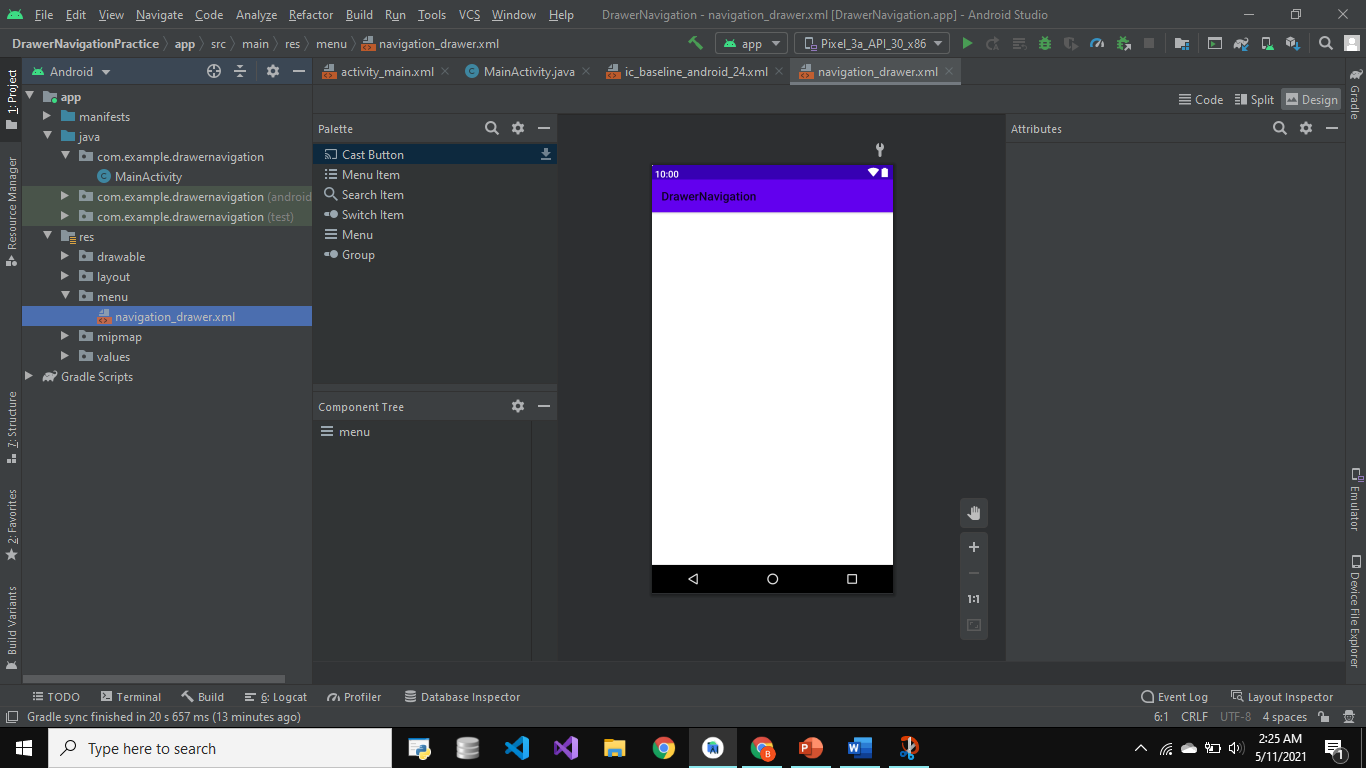 File Edit View Navigate Code Analyze Refactor Build Run Tools VCS Window Help DrawerNavigation - navigation_drawer.xml [DrawerNavigation.app] - Android Studio
DrawerNavigationPractice app src main res menu navigation_drawer.xml app Pixel_3a_API_30_x86
Android activity_main.xml MainActivity.java ic_baseline_android_24.xml navigation_drawer.xml
Code Split Design
1: Project
Resource Manager
7: Structure
2: Favorites
Build Variants
app
manifests
java
com.example.drawernavigation
MainActivity
com.example.drawernavigation (android
com.example.drawernavigation (test)
res
drawable
layout
menu
navigation_drawer.xml
mipmap
values
Gradle Scripts
Palette
Cast Button
Menu Item
Search Item
Switch Item
Menu
Group
Component Tree
menu
10:00
DrawerNavigation
1:1
Attributes
Gradle
Emulator
Device File Explorer
TODO Terminal Build 6: Logcat Profiler Database Inspector Event Log Layout Inspector
Gradle sync finished in 20 s 657 ms (13 minutes ago) 6:1 CRLF UTF-8 4 spaces
Type here to search
B
2:25 AM
5/11/2021
1